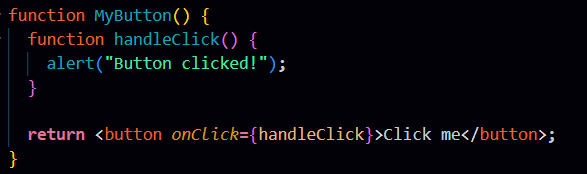 function MyButton() {
  function handleClick() {
    alert("Button clicked!");
  }

  return <button onClick={handleClick}>Click me</button>;
}